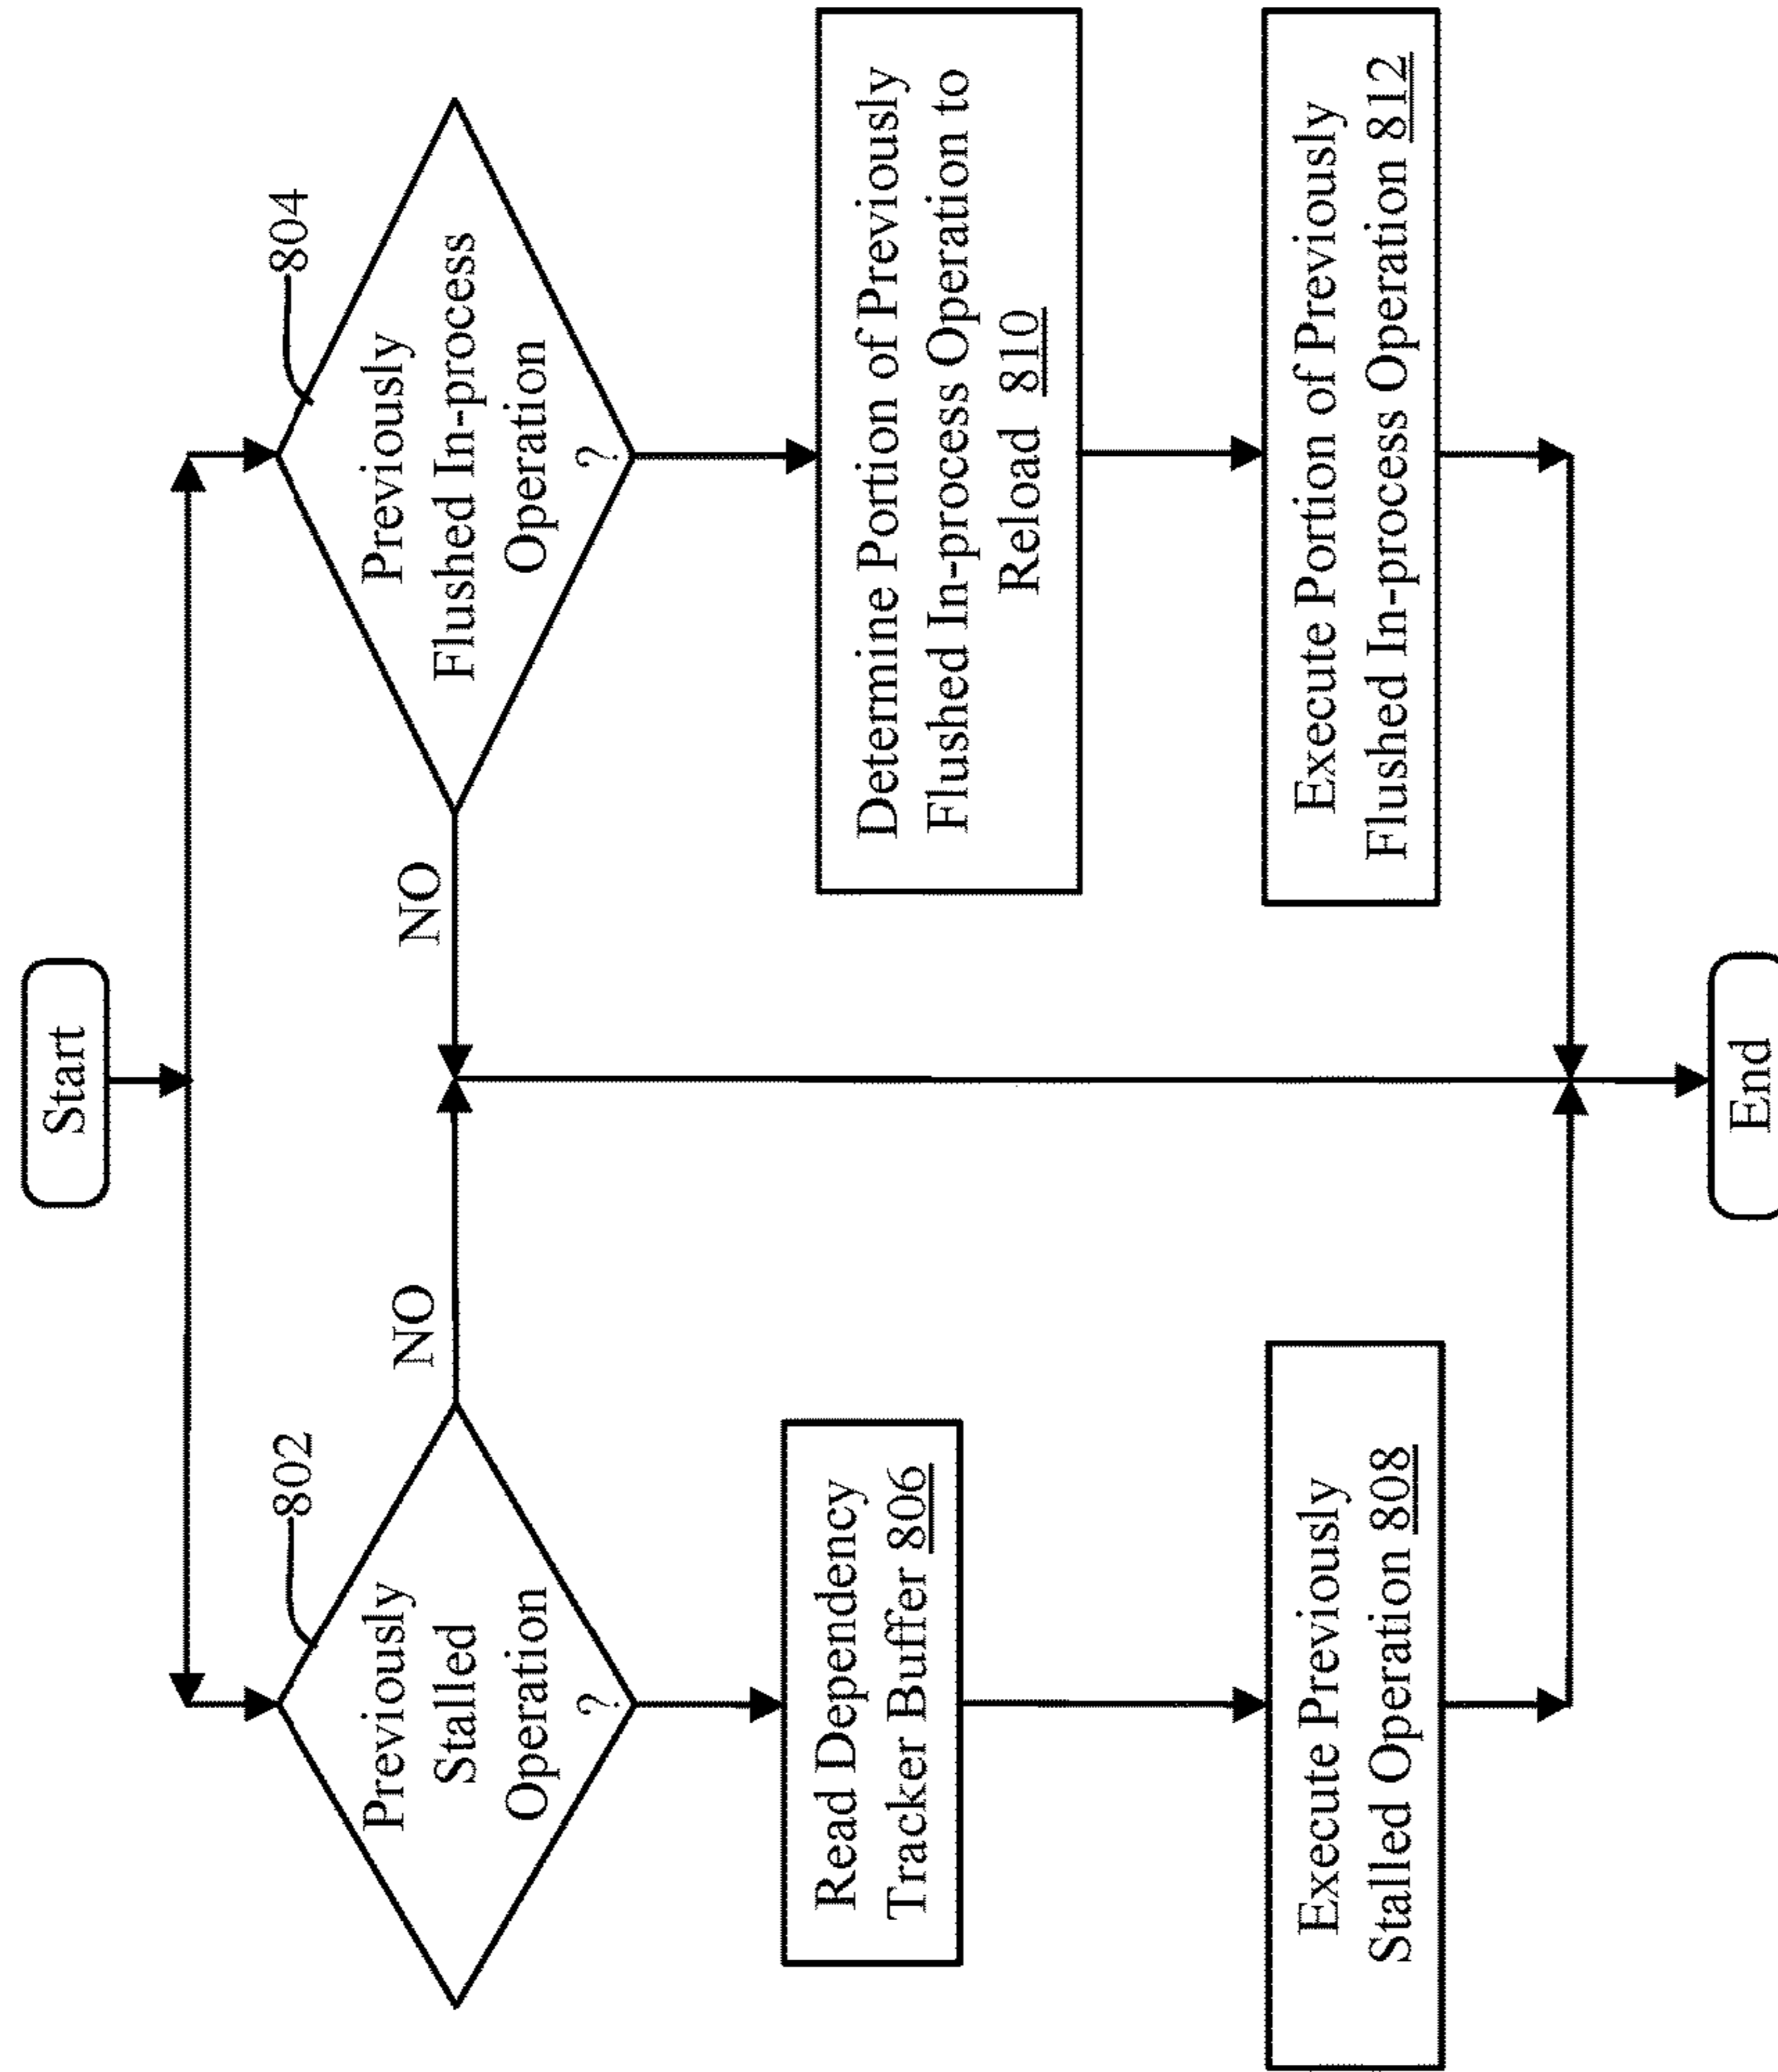 Start
802
Previously
Stalled
Operation
?
NO
804
Previously
Flushed In-process
Operation
?
NO
Read Dependency
Tracker Buffer 806
Execute Previously
Stalled Operation 808
Determine Portion of Previously
Flushed In-process Operation to
Reload 810
Execute Portion of Previously
Flushed In-process Operation 812
End